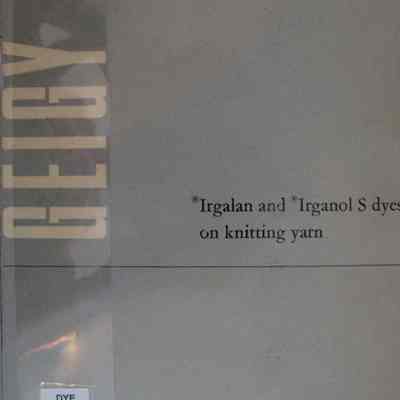 GEIGY
*Irgalan and *Irganol S dyes
on knitting yarn
DYE